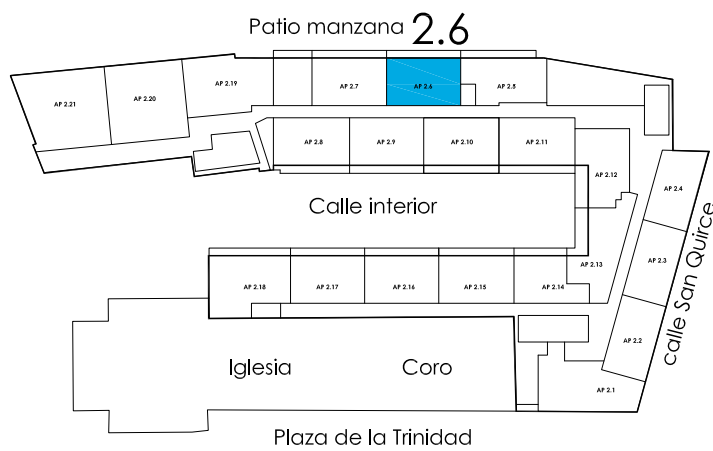 Patio manzana 2.6
AP 2.19
AP 2.7
AP 2.6
AP 2.5
AP 2.21
AP 2.20
AP 2.8
AP 2.9
AP 2.10
AP 2.11
AP 2.12
AP 2.4
Calle interior
AP 2.3
calle San Quirce
AP 2.13
AP 2.18
AP 2.17
AP 2.16
AP 2.15
AP 2.14
AP 2.2
Iglesia
Coro
AP 2.1
Plaza de la Trinidad